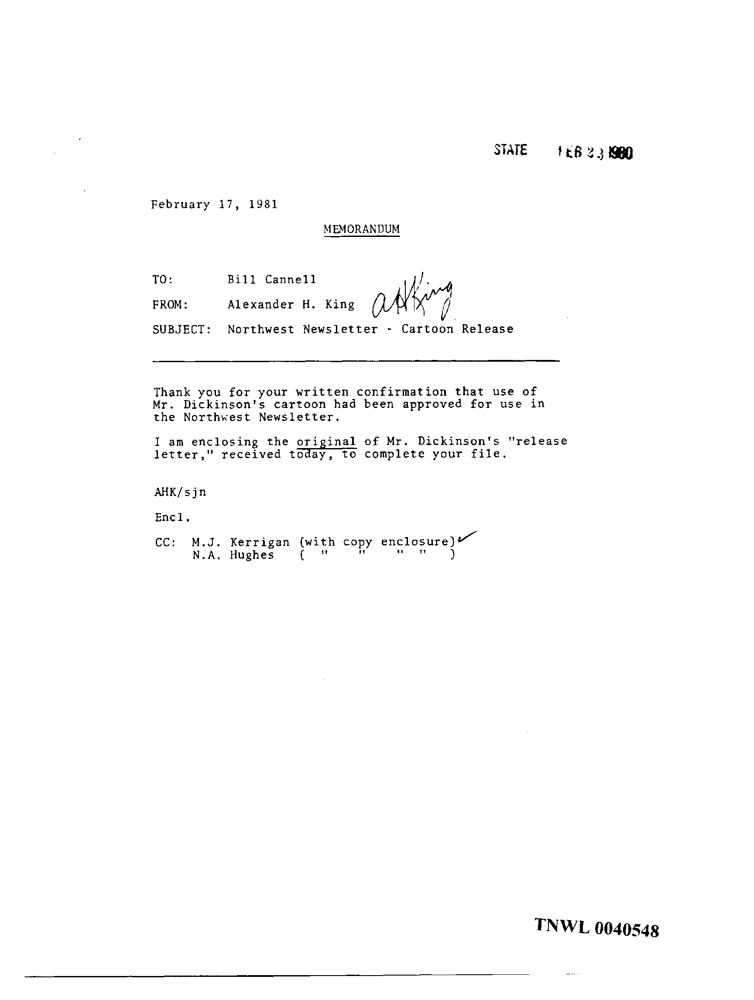 STATE FEB 23 1980
February 17, 1981
MEMORANDUM
TO: Bill Cannell
FROM: Alexander H. King AHKing
SUBJECT: Northwest Newsletter - Cartoon Release
Thank you for your written confirmation that use of
Mr. Dickinson's cartoon had been approved for use in
the Northwest Newsletter.
I am enclosing the original of Mr. Dickinson's "release
letter," received today, to complete your file.
AHK/sjn
Encl.
CC: M.J. Kerrigan (with copy enclosure)✓
N.A. Hughes ( " " " " )
TNWL 0040548